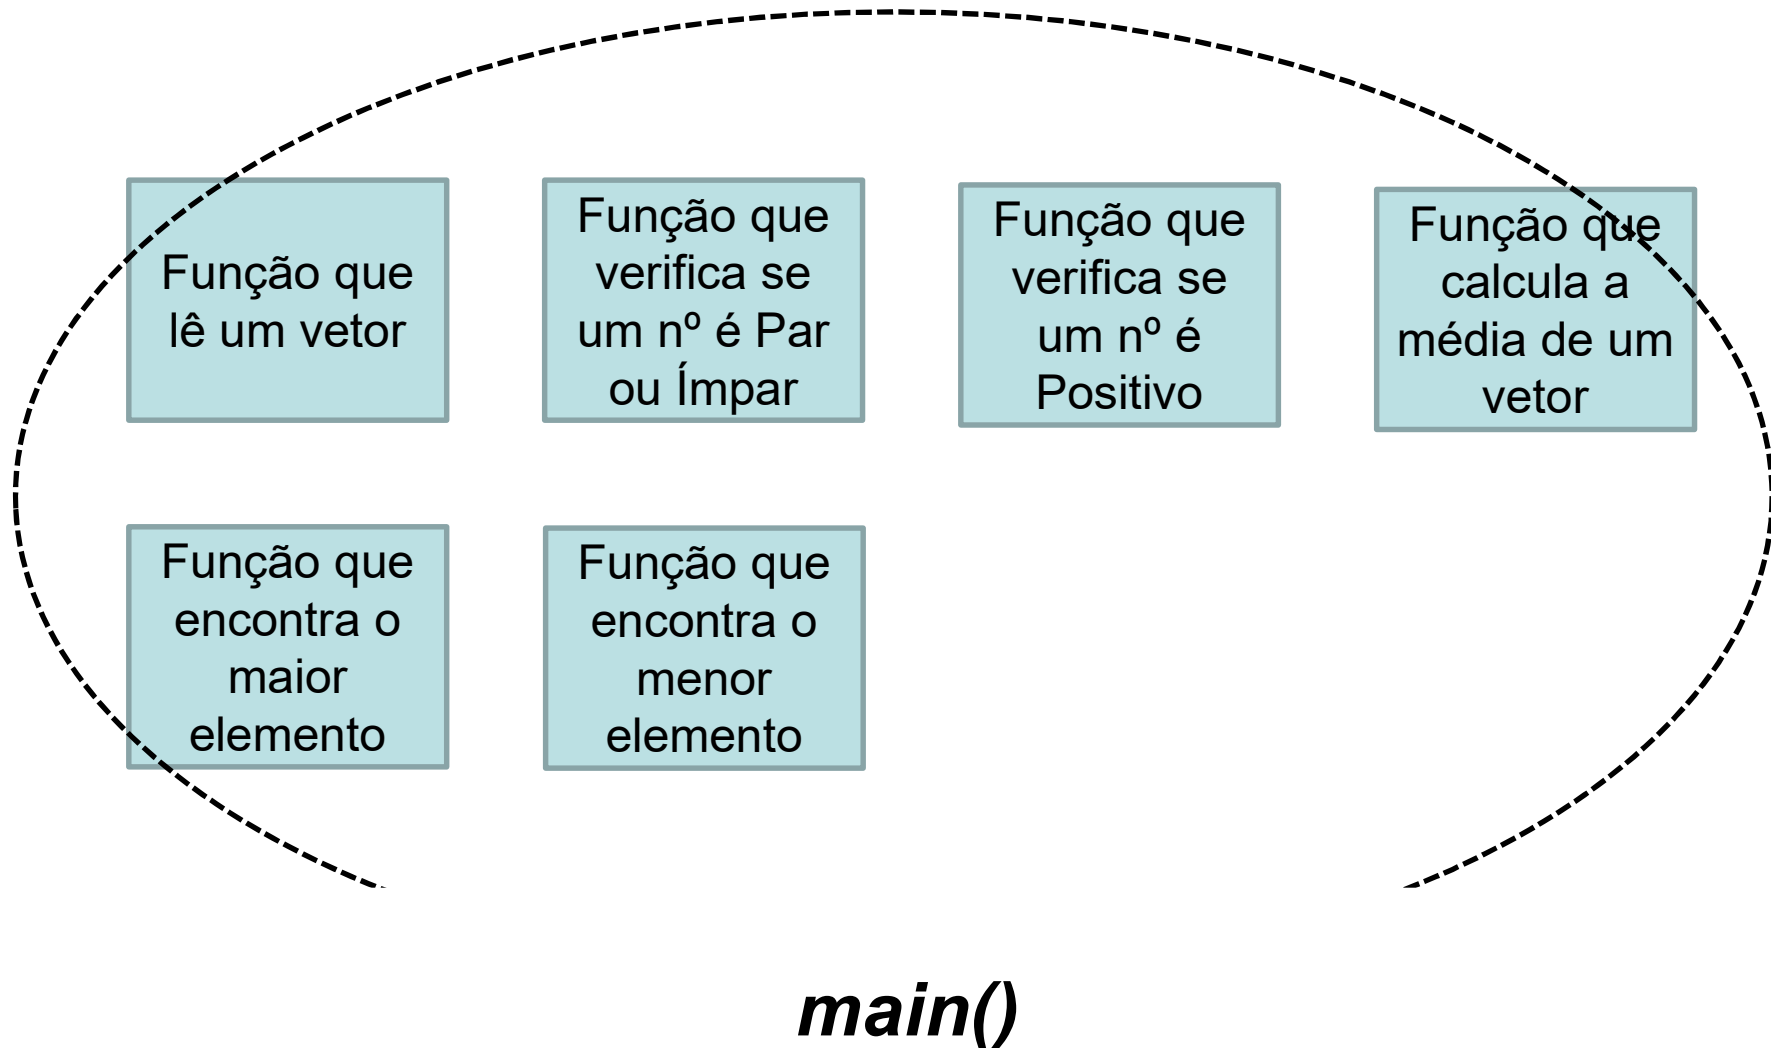 Função que
lê um vetor
Função que
verifica se
um nº é Par
ou Ímpar
Função que
verifica se
um nº é
Positivo
Função que
calcula a
média de um
vetor
Função que
encontra o
maior
elemento
Função que
encontra o
menor
elemento
main()